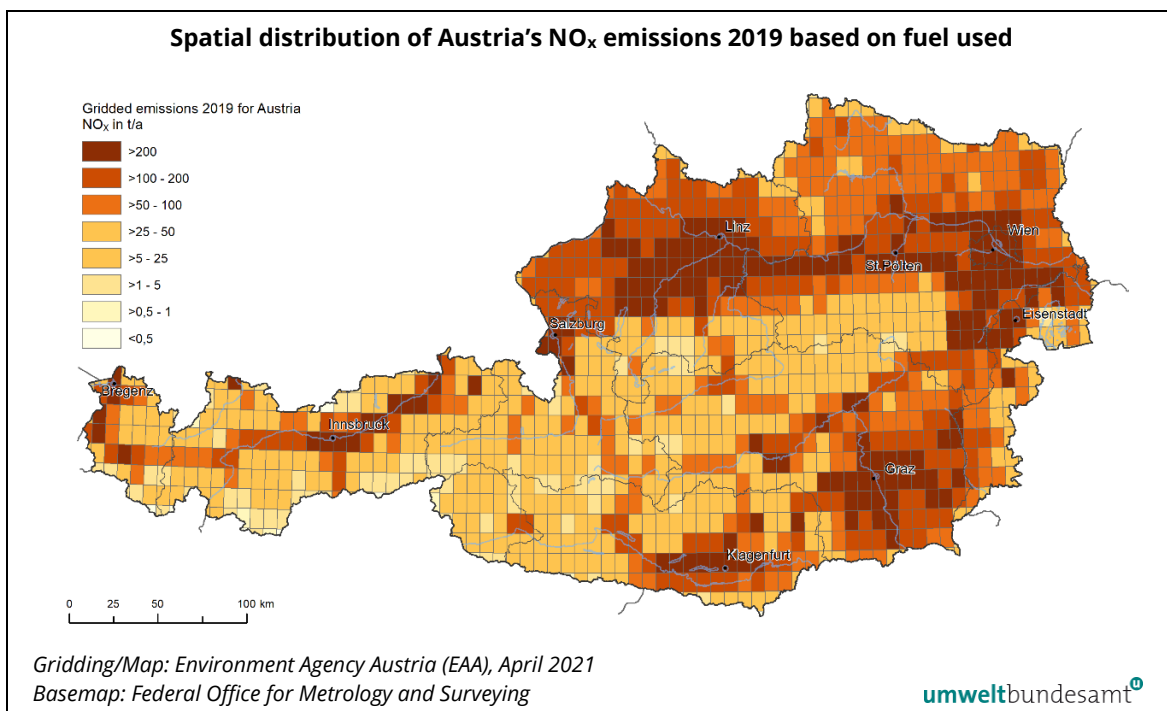 Spatial distribution of Austria's NOx emissions 2019 based on fuel used
Gridded emissions 2019 for Austria
NOx in t/a
>200
>100 - 200
>50 - 100
>25 - 50
>5 - 25
>1 - 5
>0,5 - 1
<0,5
Linz
Wien
St.Pölten
Eisenstadt
Salzburg
Bregenz
Innsbruck
Graz
Klagenfurt
0 25 50 100 km
Gridding/Map: Environment Agency Austria (EAA), April 2021
Basemap: Federal Office for Metrology and Surveying
umweltbundesamt